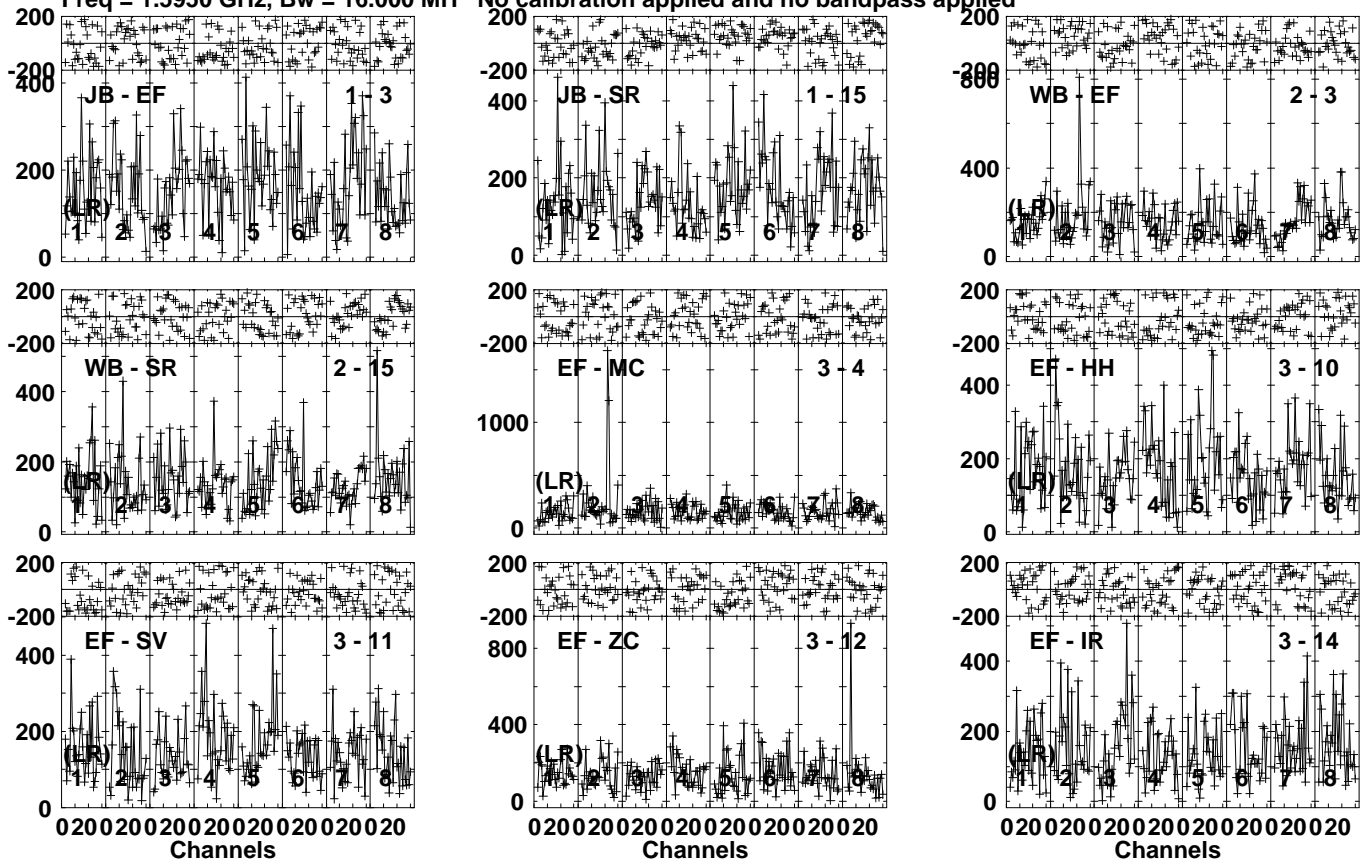 Freq = 1.5950 GHz, Bw = 16.000 MH No calibration applied and no bandpass applied
200
-200
JB - EF 1 - 3
400
200
0
(LR)
1 2 3 4 5 6 7 8
200
-200
JB - SR 1 - 15
400
200
0
(LR)
1 2 3 4 5 6 7 8
200
-200
800
WB - EF 2 - 3
400
0
(LR)
1 2 3 4 5 6 7 8
200
-200
WB - SR 2 - 15
400
200
0
(LR)
1 2 3 4 5 6 7 8
200
-200
EF - MC 3 - 4
1000
0
(LR)
1 2 3 4 5 6 7 8
200
-200
EF - HH 3 - 10
400
200
0
(LR)
1 2 3 4 5 6 7 8
200
-200
EF - SV 3 - 11
400
200
0
(LR)
1 2 3 4 5 6 7 8
0 20 0 20 0 20 0 20 0 20 0 20 0 20 0 20
Channels
200
-200
EF - ZC 3 - 12
800
400
0
(LR)
1 2 3 4 5 6 7 8
0 20 0 20 0 20 0 20 0 20 0 20 0 20 0 20
Channels
200
-200
EF - IR 3 - 14
400
200
0
(LR)
1 2 3 4 5 6 7 8
0 20 0 20 0 20 0 20 0 20 0 20 0 20 0 20
Channels